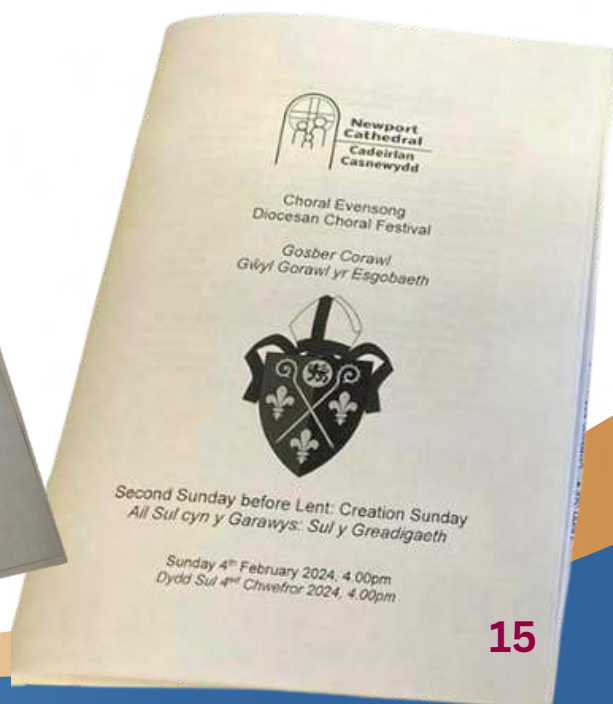 Newport
Cathedral
Cadeirlan
Casnewydd
Choral Evensong
Diocesan Choral Festival
Gosber Corawl
Gŵyl Gorawl yr Esgobaeth
Second Sunday before Lent: Creation Sunday
Ail Sul cyn y Garawys: Sul y Greadigaeth
Sunday 4th February 2024, 4.00pm
Dydd Sul 4ydd Chwefror 2024, 4.00pm
15